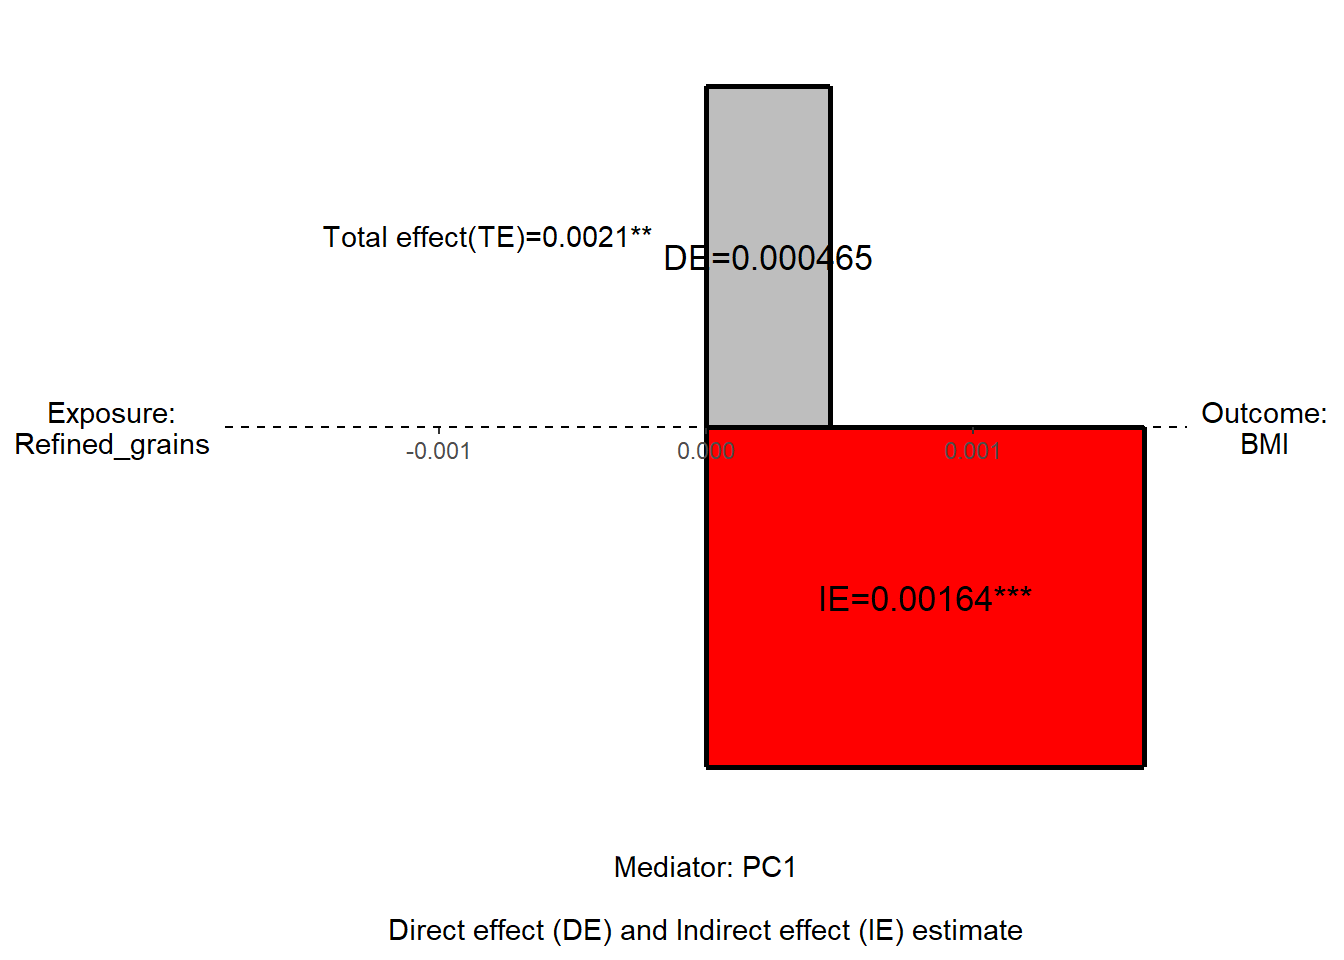 Total effect(TE)=0.0021**
DE=0.000465
Exposure:
Refined_grains
Outcome:
BMI
-0.001
0.000
0.001
IE=0.00164***
Mediator: PC1
Direct effect (DE) and Indirect effect (IE) estimate